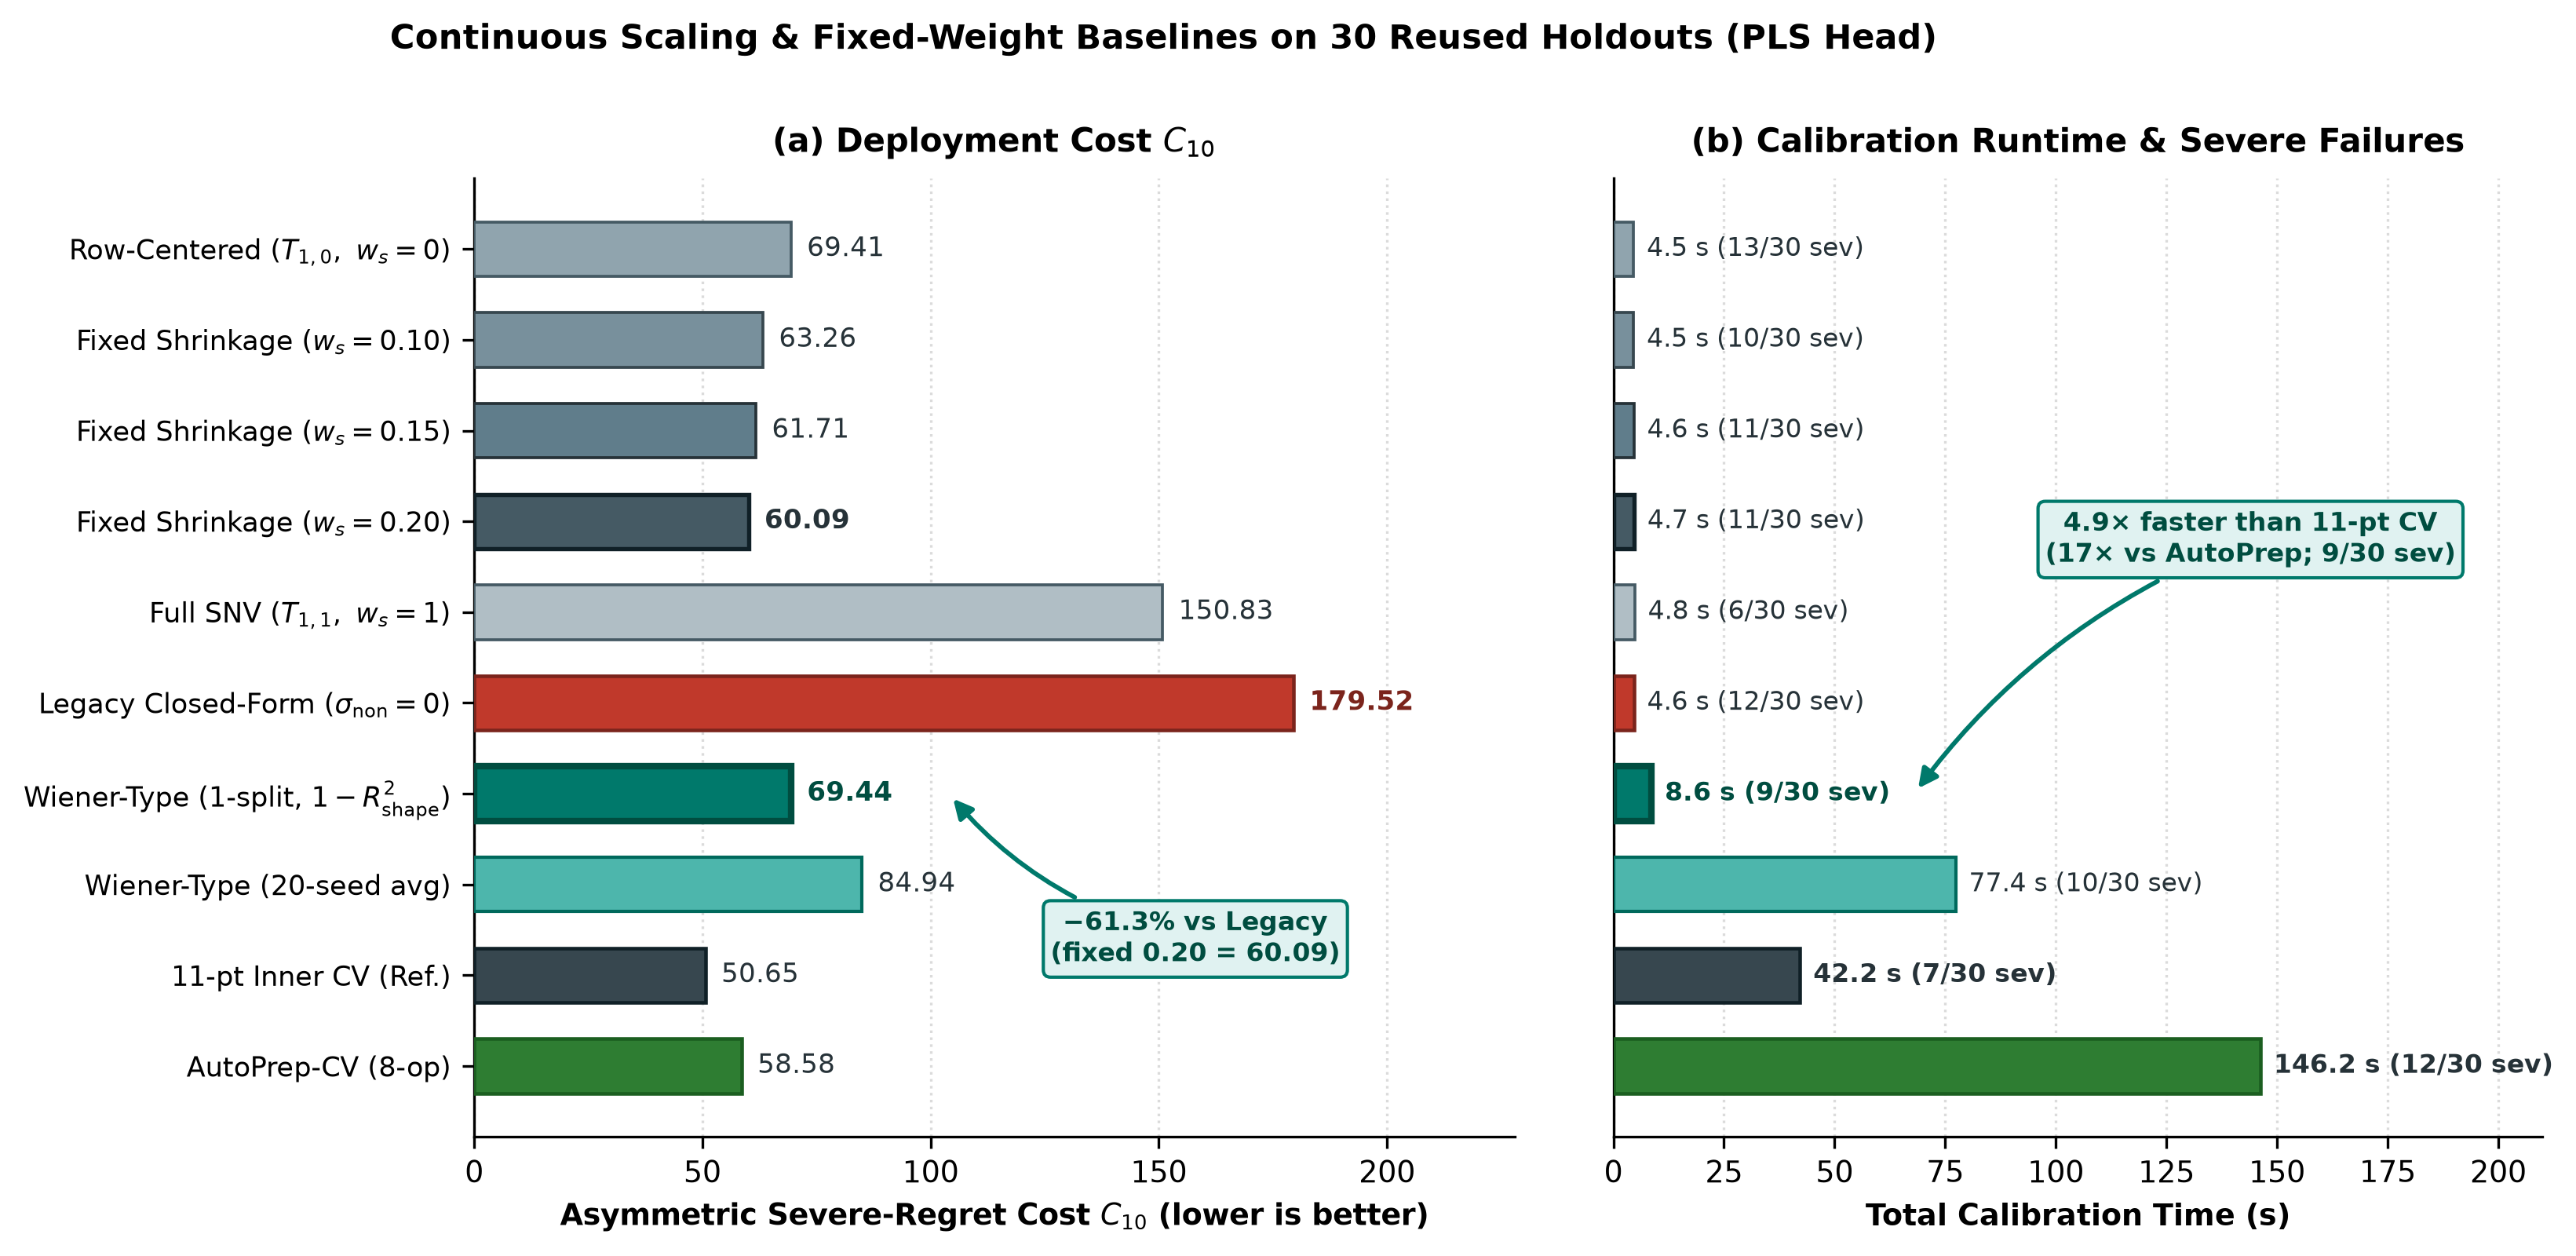 Continuous Scaling & Fixed-Weight Baselines on 30 Reused Holdouts (PLS Head)
(a) Deployment Cost C₁₀
Row-Centered (T₁,₀, wₛ = 0)
69.41
Fixed Shrinkage (wₛ = 0.10)
63.26
Fixed Shrinkage (wₛ = 0.15)
61.71
Fixed Shrinkage (wₛ = 0.20)
60.09
Full SNV (T₁,₁, wₛ = 1)
150.83
Legacy Closed-Form (σ_non = 0)
179.52
Wiener-Type (1-split, 1 − R²_shape)
69.44
Wiener-Type (20-seed avg)
84.94
−61.3% vs Legacy
(fixed 0.20 = 60.09)
11-pt Inner CV (Ref.)
50.65
AutoPrep-CV (8-op)
58.58
0 50 100 150 200
Asymmetric Severe-Regret Cost C₁₀ (lower is better)
(b) Calibration Runtime & Severe Failures
4.5 s (13/30 sev)
4.5 s (10/30 sev)
4.6 s (11/30 sev)
4.7 s (11/30 sev)
4.9× faster than 11-pt CV
(17× vs AutoPrep; 9/30 sev)
4.8 s (6/30 sev)
4.6 s (12/30 sev)
8.6 s (9/30 sev)
77.4 s (10/30 sev)
42.2 s (7/30 sev)
146.2 s (12/30 sev)
0 25 50 75 100 125 150 175 200
Total Calibration Time (s)